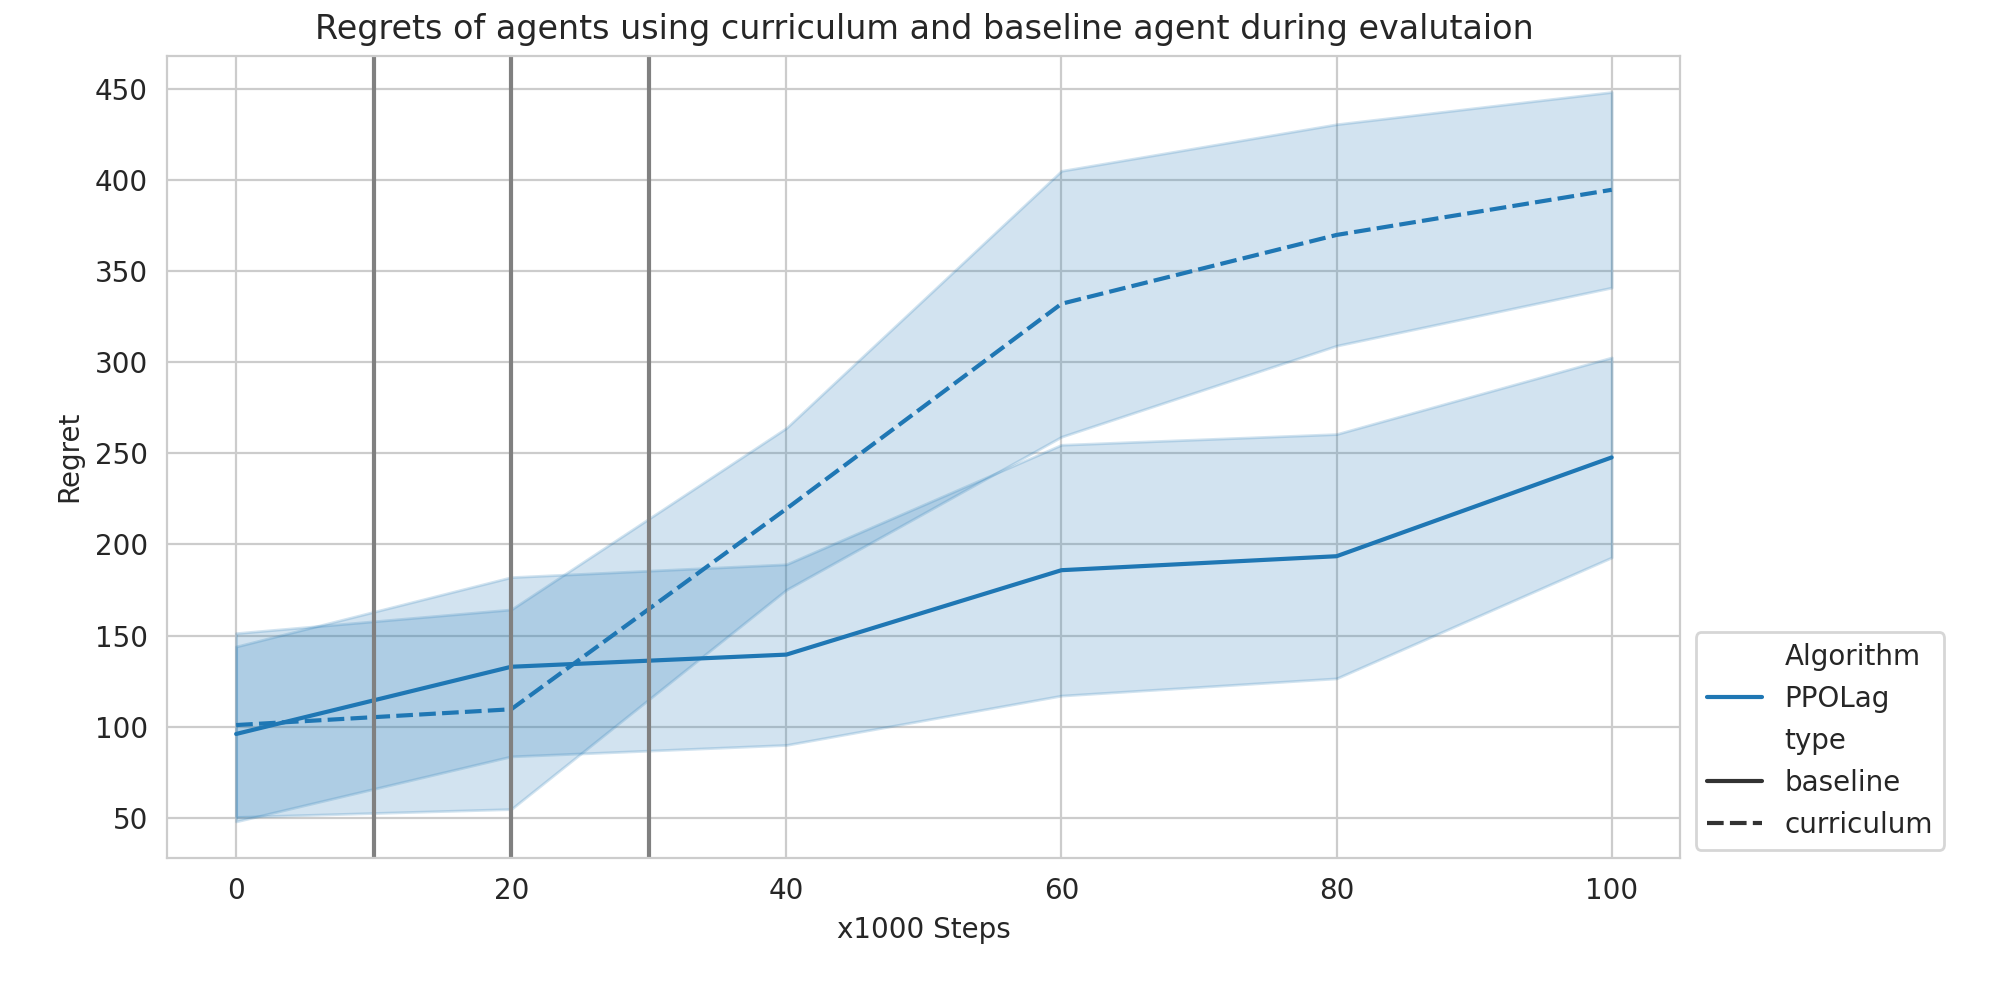 Regrets of agents using curriculum and baseline agent during evalutaion
450
400
350
300
250
200
150
100
50
Regret
0 20 40 60 80 100
x1000 Steps
Algorithm
PPOLag
type
baseline
curriculum